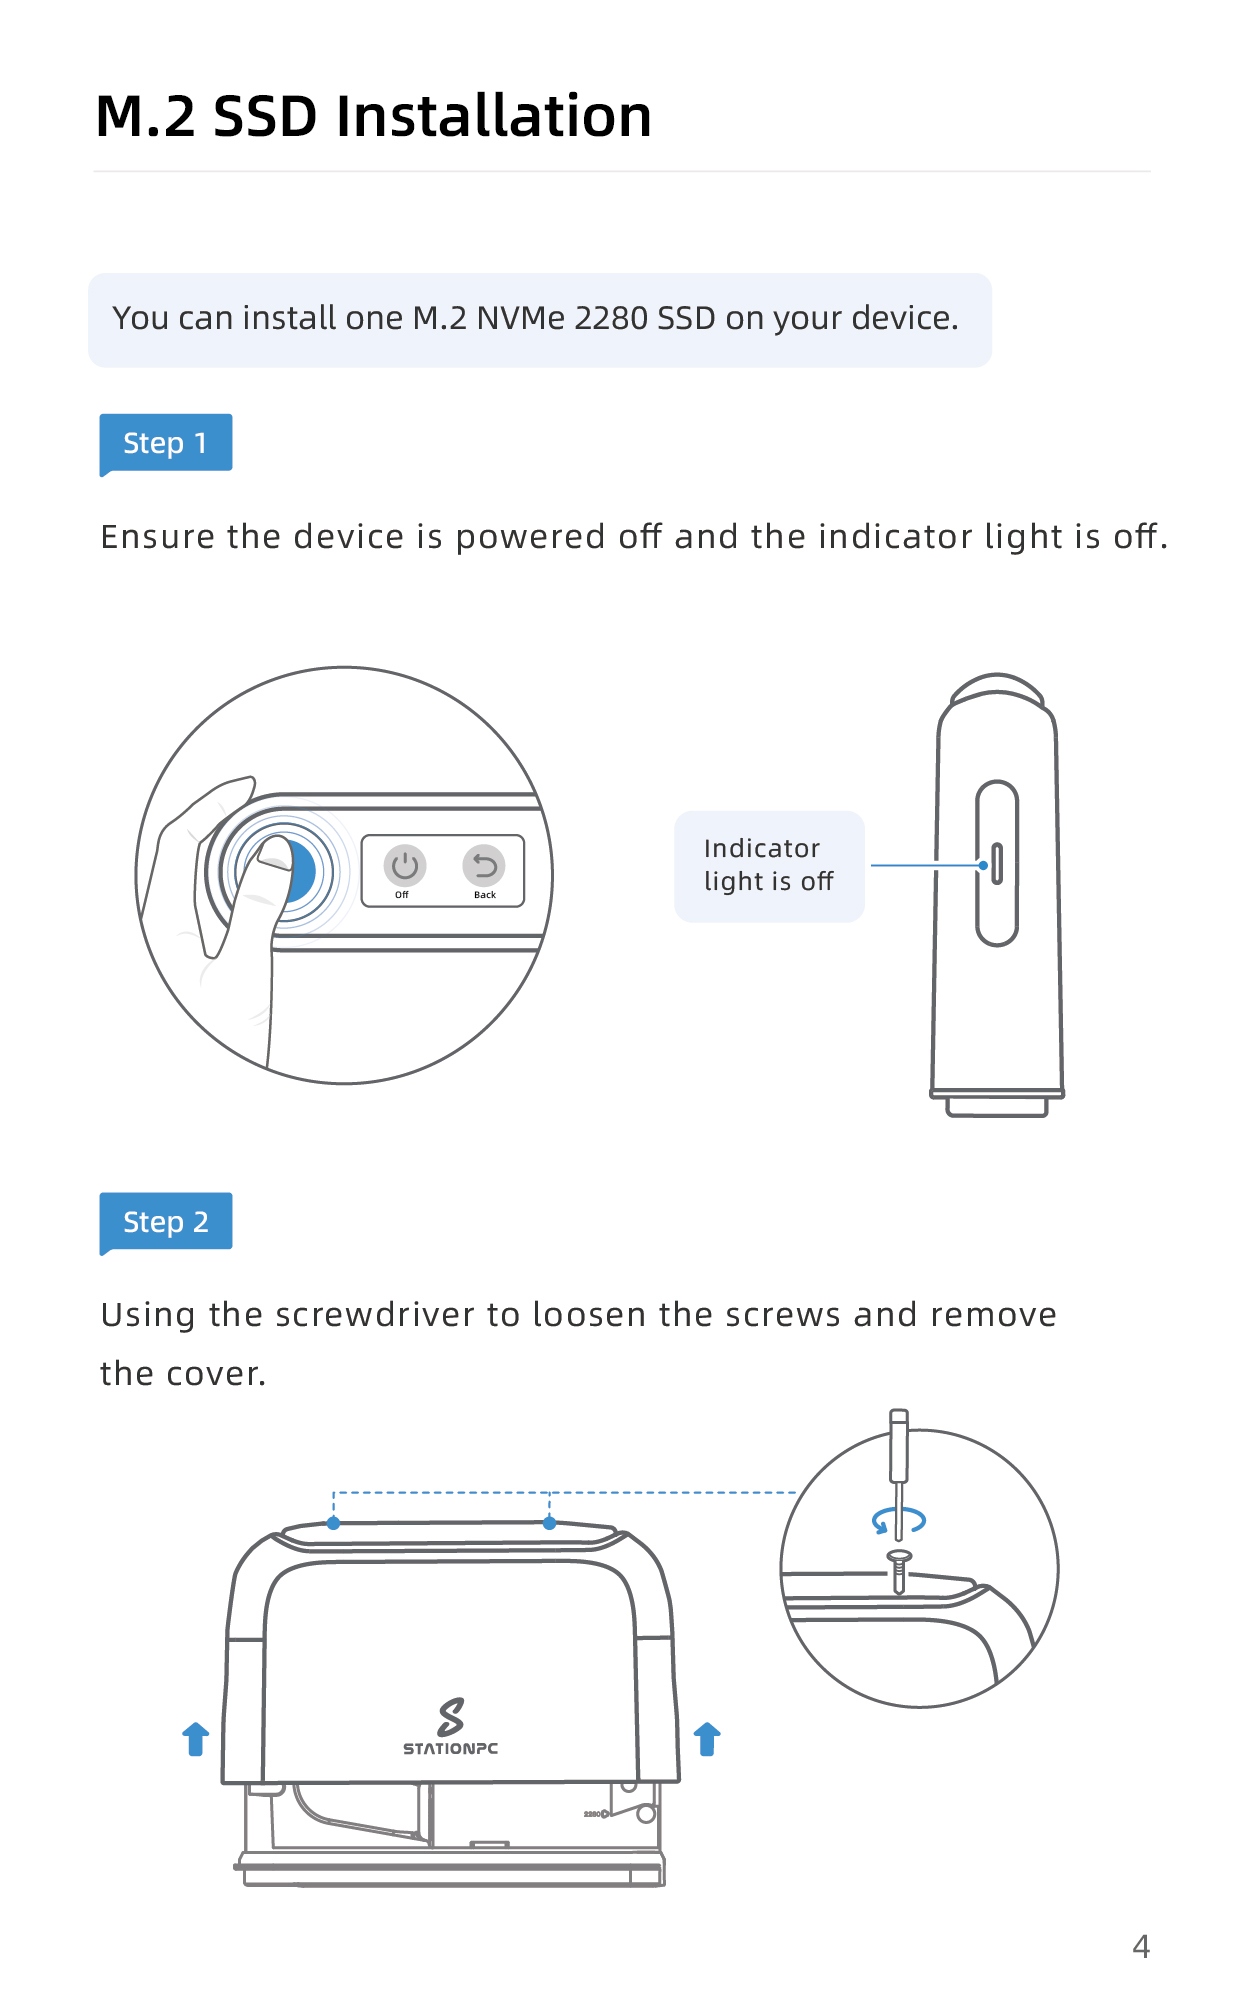 M.2 SSD Installation
You can install one M.2 NVMe 2280 SSD on your device.
Step 1
Ensure the device is powered off and the indicator light is off.
Off
Back
Indicator
light is off
Step 2
Using the screwdriver to loosen the screws and remove
the cover.
STATIONPC
2280
4